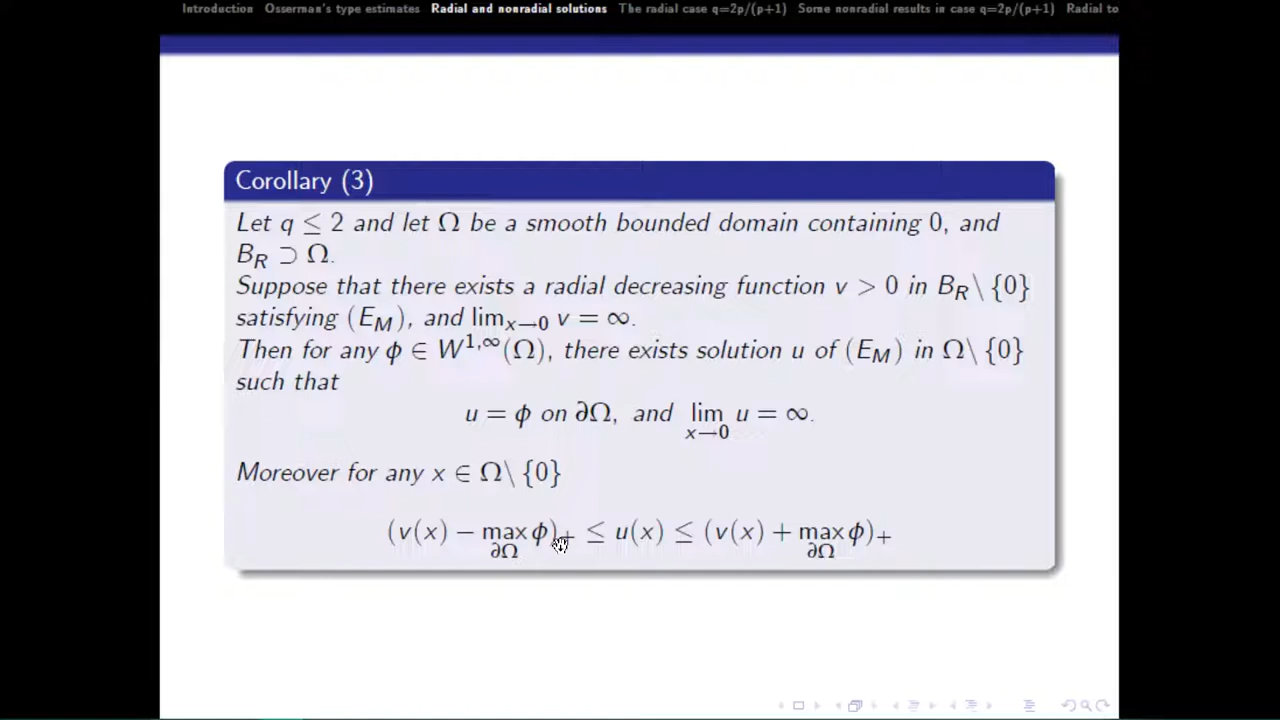 Introduction Osserman's type estimates Radial and nonradial solutions The radial case q=2p/(p+1) Some nonradial results in case q=2p/(p+1) Radial to
Corollary (3)
Let q ≤ 2 and let Ω be a smooth bounded domain containing 0, and
B_R ⊃ Ω.
Suppose that there exists a radial decreasing function v > 0 in B_R\{0}
satisfying (E_M), and lim_{x→0} v = ∞.
Then for any ϕ ∈ W^{1,∞}(Ω), there exists solution u of (E_M) in Ω\{0}
such that
u = ϕ on ∂Ω, and lim_{x→0} u = ∞.
Moreover for any x ∈ Ω\{0}
(v(x) − max_{∂Ω} ϕ)_+ ≤ u(x) ≤ (v(x) + max_{∂Ω} ϕ)_+